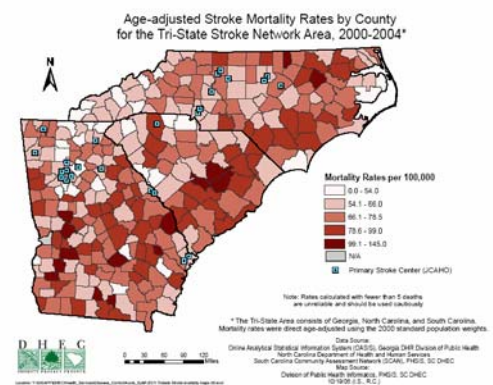 Age-adjusted Stroke Mortality Rates by County
for the Tri-State Stroke Network Area, 2000-2004*
N
Mortality Rates per 100,000
0.0 - 54.0
54.1 - 66.0
66.1 - 78.5
78.6 - 99.0
99.1 - 145.0
N/A
Primary Stroke Center (JCAHO)
Note: Rates calculated with fewer than 5 deaths
are unreliable and should be used cautiously
* The Tri-State Area consists of Georgia, North Carolina, and South Carolina.
Mortality rates were direct age-adjusted using the 2000 standard population weights.
Data Source:
Online Analytical Statistical Information System (OASIS), Georgia DHR Division of Public Health
North Carolina Department of Health and Human Services
South Carolina Community Assessment Network (SCAN), PHSIS, SC DHEC
Map Source:
Division of Public Health Informatics, PHSIS, SC DHEC
D H E C
Miles